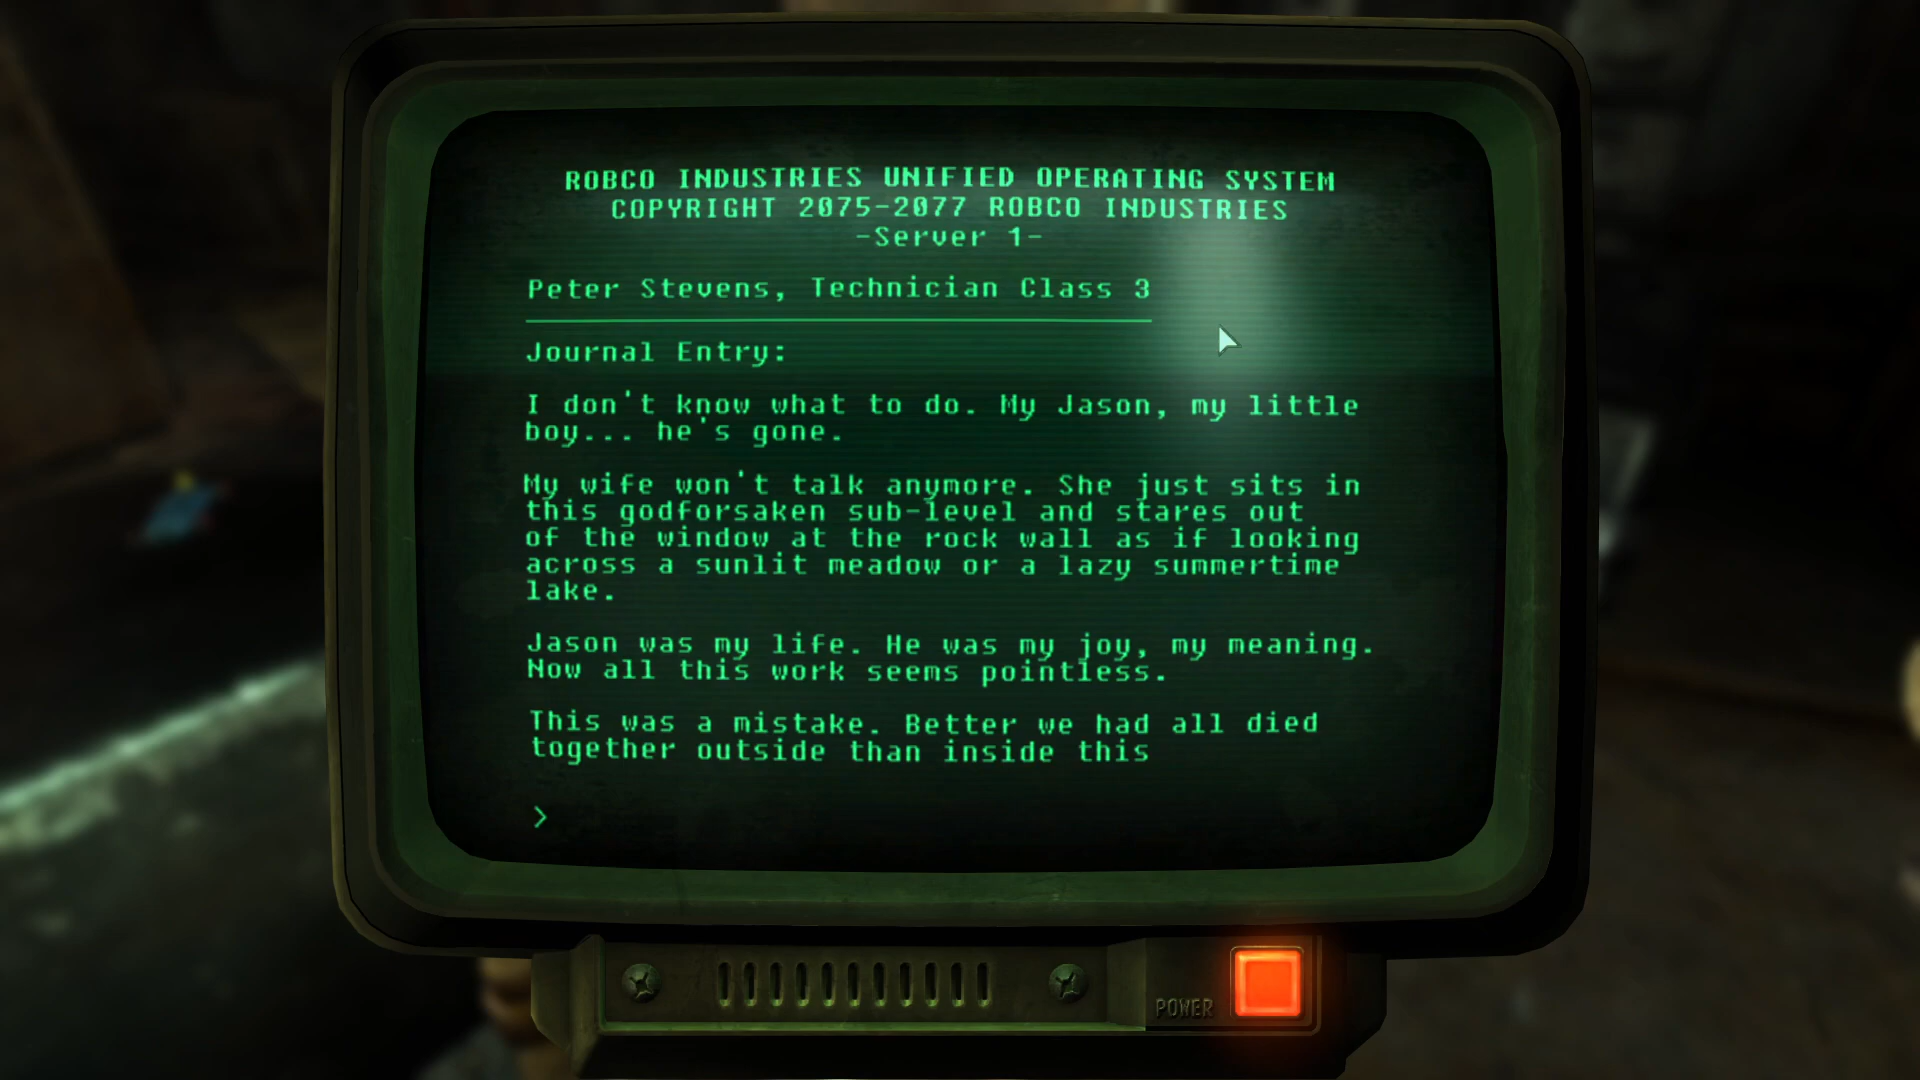 ROBCO INDUSTRIES UNIFIED OPERATING SYSTEM
COPYRIGHT 2075-2077 ROBCO INDUSTRIES
-Server 1-
Peter Stevens, Technician Class 3
Journal Entry:
I don't know what to do. My Jason, my little
boy... he's gone.
My wife won't talk anymore. She just sits in
this godforsaken sub-level and stares out
of the window at the rock wall as if looking
across a sunlit meadow or a lazy summertime
lake.
Jason was my life. He was my joy, my meaning.
Now all this work seems pointless.
This was a mistake. Better we had all died
together outside than inside this
>
POWER